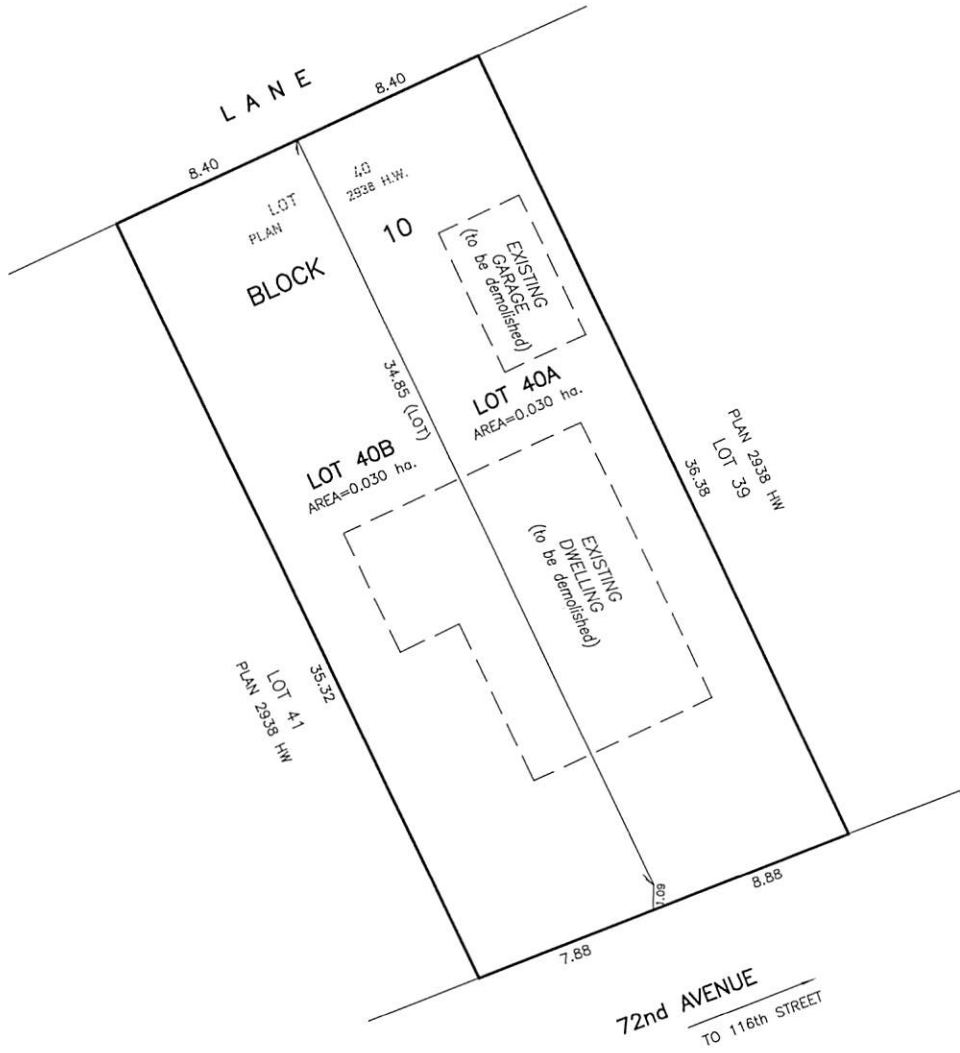 LANE
8.40
8.40
LOT 40
PLAN 2938 H.W.
BLOCK 10
EXISTING
GARAGE
(to be demolished)
34.85 (LOT)
LOT 40A
AREA=0.030 ha.
LOT 40B
AREA=0.030 ha.
PLAN 2938 HW
LOT 39
36.38
EXISTING
DWELLING
(to be demolished)
35.32
LOT 41
PLAN 2938 HW
1.09
8.88
7.88
72nd AVENUE
TO 116th STREET